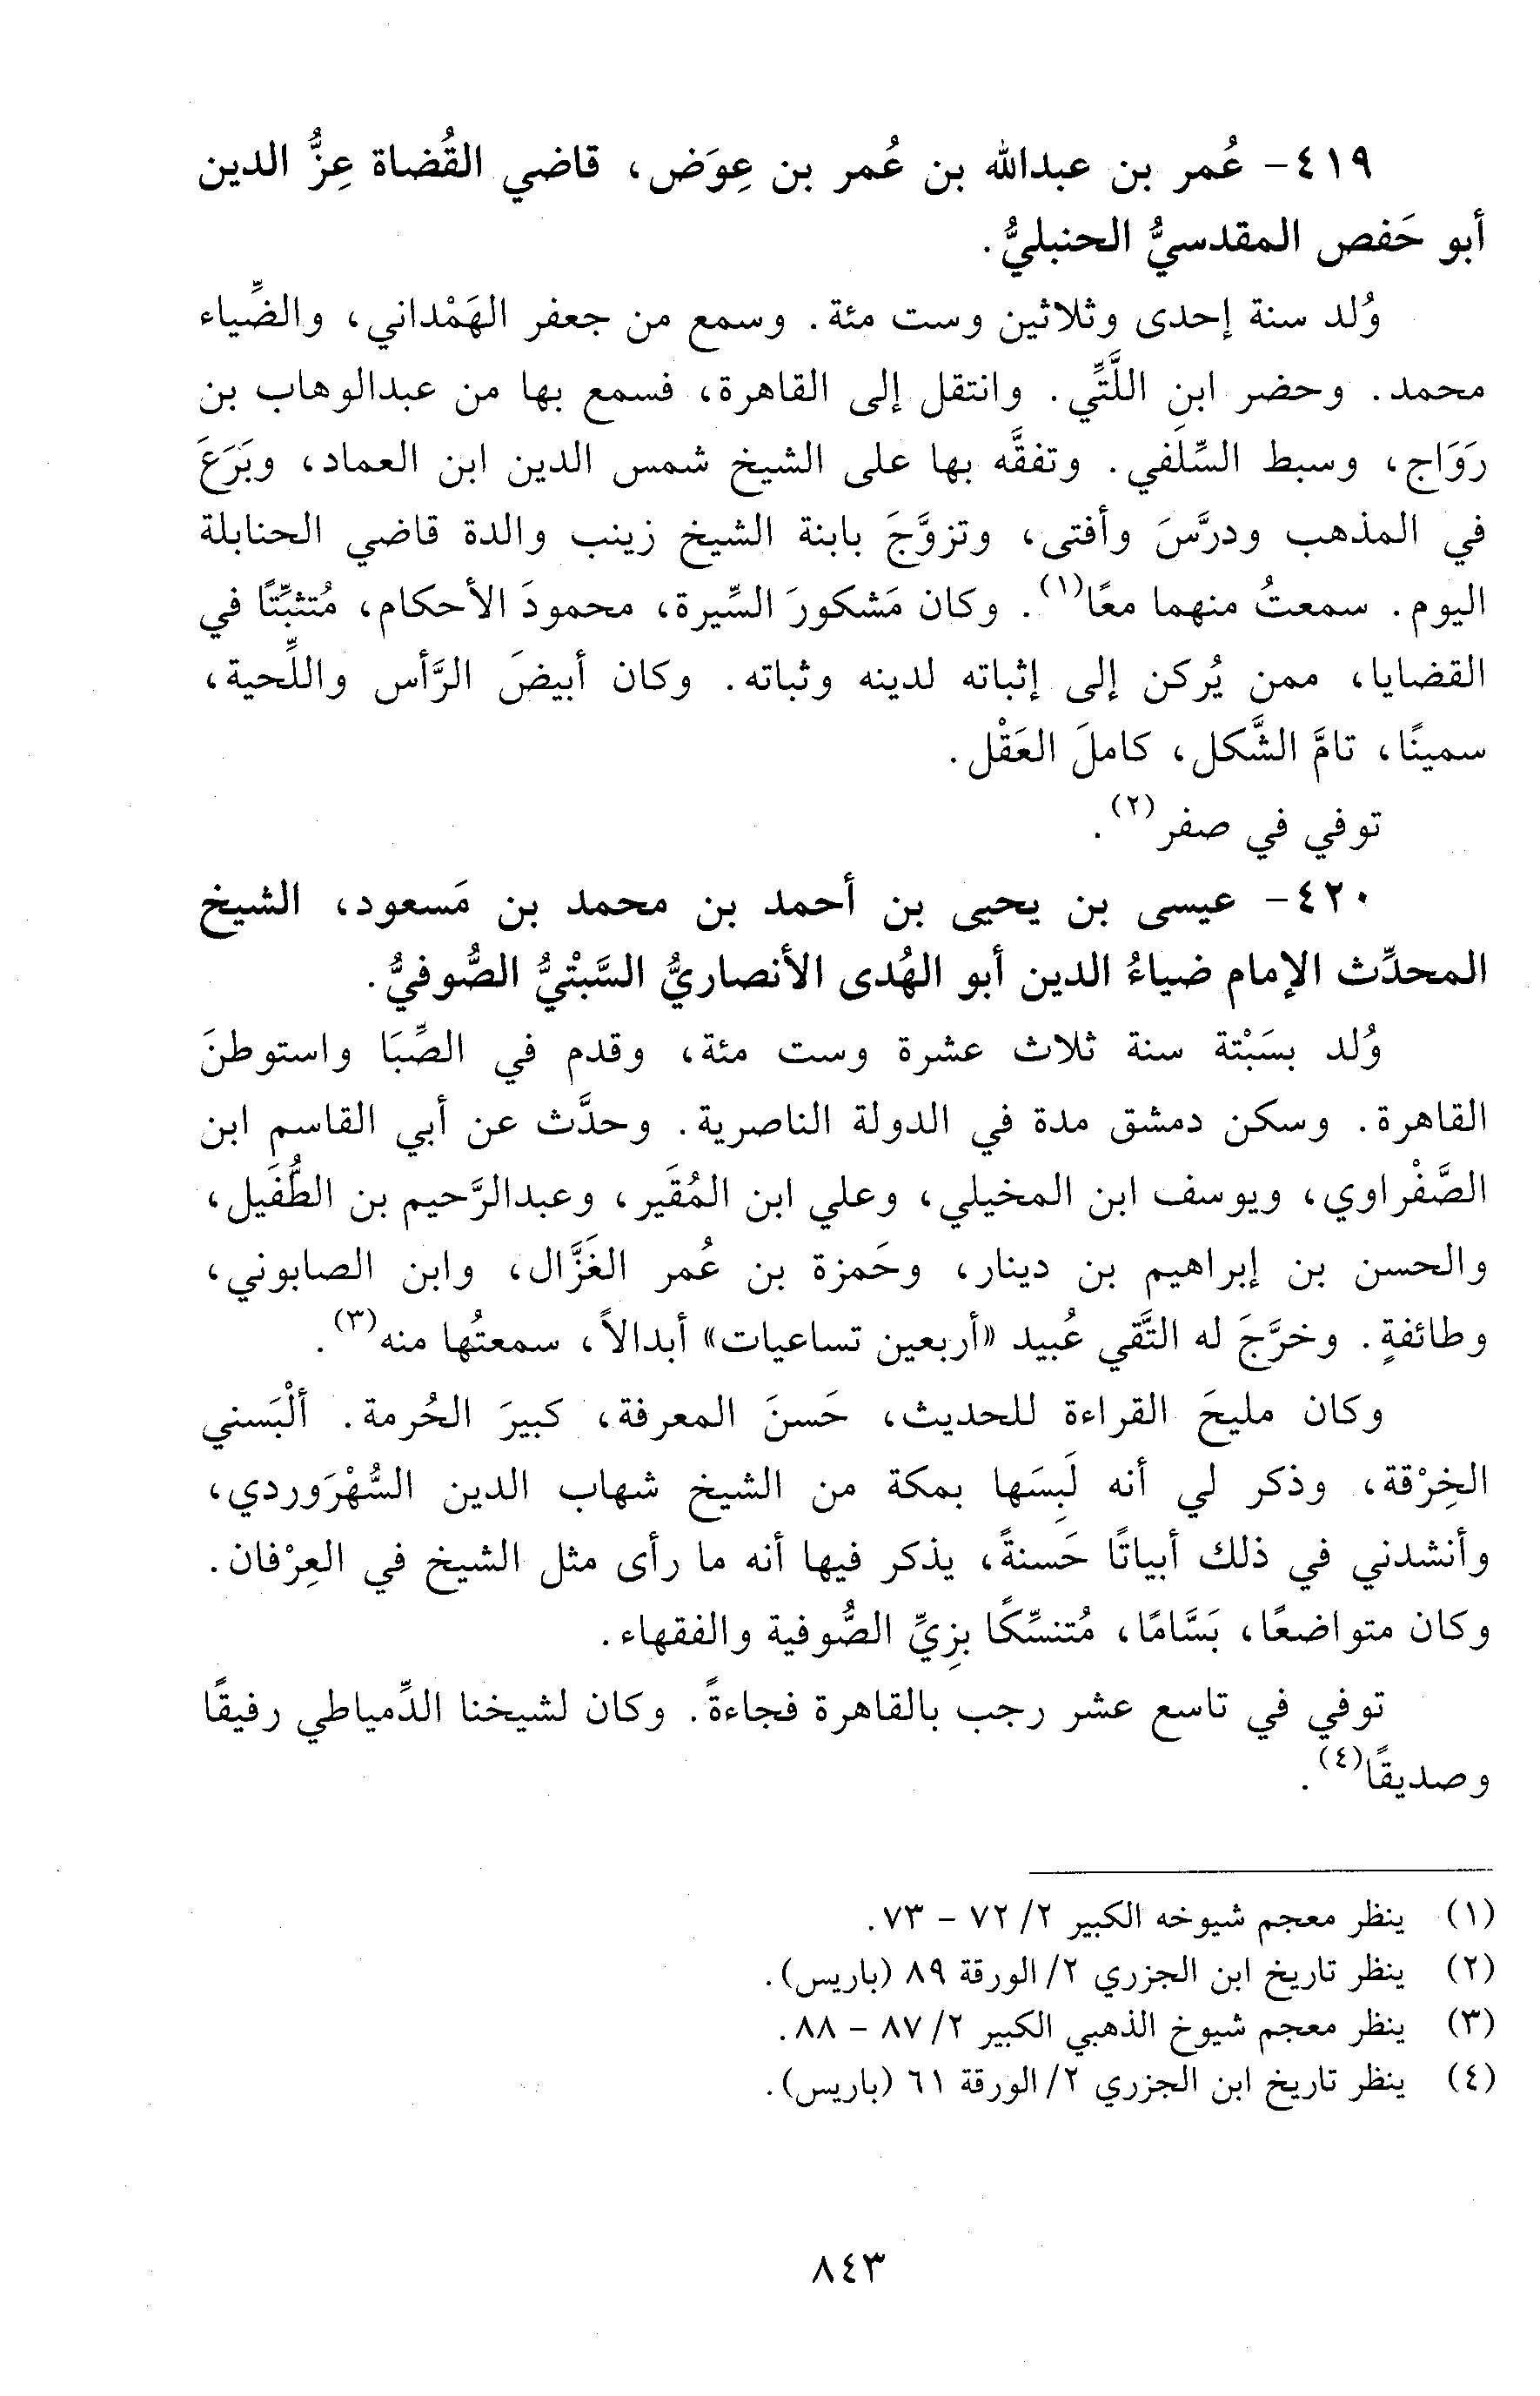 ٤١٩- عُمر بن عبدالله بن عُمر بن عِوَض، قاضي القُضاة عِزُّ الدين
أبو حَفص المقدسيُّ الحنبليُّ.
وُلد سنة إحدى وثلاثين وست مئة. وسمع من جعفر الهَمْداني، والضِّياء
محمد. وحضر ابنِ اللَّتِّي. وانتقل إلى القاهرة، فسمع بها من عبدالوهاب بن
رَوَاج، وسبط السِّلَفي. وتفقَّه بها على الشيخ شمس الدين ابن العماد، وبَرَعَ
في المذهب ودرَّسَ وأفتى، وتزوَّجَ بابنة الشيخ زينب والدة قاضي الحنابلة
اليوم. سمعتُ منهما معًا(١). وكان مَشكورَ السِّيرة، محمودَ الأحكام، مُتثبِّتًا في
القضايا، ممن يُركن إلى إثباته لدينه وثباته. وكان أبيضَ الرَّأس واللِّحية،
سمينًا، تامَّ الشَّكل، كاملَ العَقْل.
توفي في صفر(٢).
٤٢٠- عيسى بن يحيى بن أحمد بن محمد بن مَسعود، الشيخ
المحدِّث الإمام ضياءُ الدين أبو الهُدى الأنصاريُّ السَّبْتيُّ الصُّوفيُّ.
وُلد بسَبْتة سنة ثلاث عشرة وست مئة، وقدم في الصِّبَا واستوطنَ
القاهرة. وسكن دمشق مدة في الدولة الناصرية. وحدَّث عن أبي القاسم ابن
الصَّفْراوي، ويوسف ابن المخيلي، وعلي ابن المُقَير، وعبدالرَّحيم بن الطُّفَيل،
والحسن بن إبراهيم بن دينار، وحَمزة بن عُمر الغَزَّال، وابن الصابوني،
وطائفةٍ. وخرَّجَ له التَّقي عُبيد «أربعين تساعيات» أبدالاً، سمعتُها منه(٣).
وكان مليحَ القراءة للحديث، حَسنَ المعرفة، كبيرَ الحُرمة. ألْبَسني
الخِرْقة، وذكر لي أنه لَبِسَها بمكة من الشيخ شهاب الدين السُّهْرَوردي،
وأنشدني في ذلك أبياتًا حَسنةً، يذكر فيها أنه ما رأى مثل الشيخ في العِرْفان.
وكان متواضعًا، بَسَّامًا، مُتنسِّكًا بزِيِّ الصُّوفية والفقهاء.
توفي في تاسع عشر رجب بالقاهرة فجاءةً. وكان لشيخنا الدِّمياطي رفيقًا
وصديقًا(٤).
(١) ينظر معجم شيوخه الكبير ٢/ ٧٢ - ٧٣.
(٢) ينظر تاريخ ابن الجزري ٢/ الورقة ٨٩ (باريس).
(٣) ينظر معجم شيوخ الذهبي الكبير ٢/ ٨٧ - ٨٨.
(٤) ينظر تاريخ ابن الجزري ٢/ الورقة ٦١ (باريس).
٨٤٣